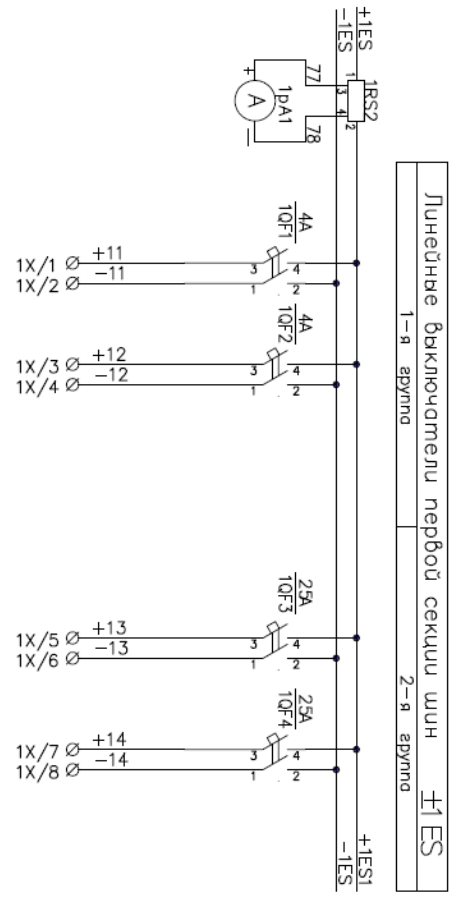 +1ES
-1ES
1RS2
1
2
3
4
77
78
+
A
1pA1
-
4A
1QF1
1X/1
+11
3
4
1X/2
-11
1
2
4A
1QF2
1X/3
+12
3
4
1X/4
-12
1
2
25A
1QF3
1X/5
+13
3
4
1X/6
-13
1
2
25A
1QF4
1X/7
+14
3
4
1X/8
-14
1
2
+1ES1
-1ES
Линейные выключатели первой секции шин ±1ES
1-я группа
2-я группа